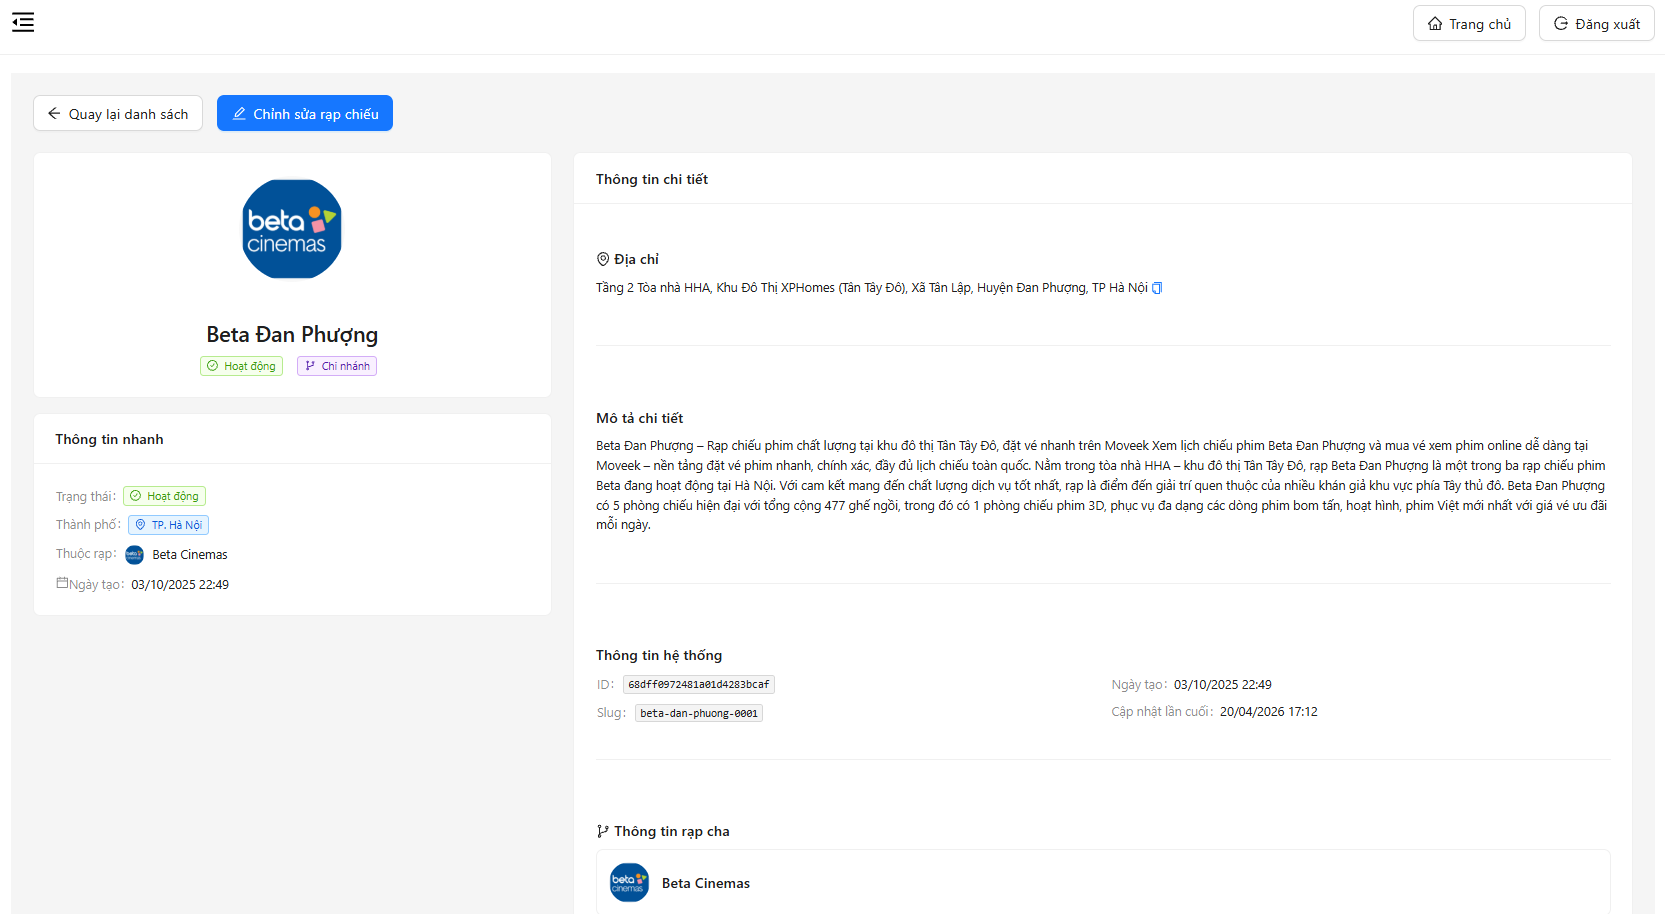 Trang chủ
Đăng xuất
Quay lại danh sách
Chỉnh sửa rạp chiếu
beta
cinemas
Beta Đan Phượng
Hoạt động
Chi nhánh
Thông tin nhanh
Trạng thái: Hoạt động
Thành phố: TP. Hà Nội
Thuộc rạp: Beta Cinemas
Ngày tạo: 03/10/2025 22:49
Thông tin chi tiết
Địa chỉ
Tầng 2 Tòa nhà HHA, Khu Đô Thị XPHomes (Tân Tây Đô), Xã Tân Lập, Huyện Đan Phượng, TP Hà Nội
Mô tả chi tiết
Beta Đan Phượng – Rạp chiếu phim chất lượng tại khu đô thị Tân Tây Đô, đặt vé nhanh trên Moveek Xem lịch chiếu phim Beta Đan Phượng và mua vé xem phim online dễ dàng tại
Moveek – nền tảng đặt vé phim nhanh, chính xác, đầy đủ lịch chiếu toàn quốc. Nằm trong tòa nhà HHA – khu đô thị Tân Tây Đô, rạp Beta Đan Phượng là một trong ba rạp chiếu phim
Beta đang hoạt động tại Hà Nội. Với cam kết mang đến chất lượng dịch vụ tốt nhất, rạp là điểm đến giải trí quen thuộc của nhiều khán giả khu vực phía Tây thủ đô. Beta Đan Phượng
có 5 phòng chiếu hiện đại với tổng cộng 477 ghế ngồi, trong đó có 1 phòng chiếu phim 3D, phục vụ đa dạng các dòng phim bom tấn, hoạt hình, phim Việt mới nhất với giá vé ưu đãi
mỗi ngày.
Thông tin hệ thống
ID: 68dff0972481a01d4283bcaf
Ngày tạo: 03/10/2025 22:49
Slug: beta-dan-phuong-0001
Cập nhật lần cuối: 20/04/2026 17:12
Thông tin rạp cha
beta
cinemas
Beta Cinemas